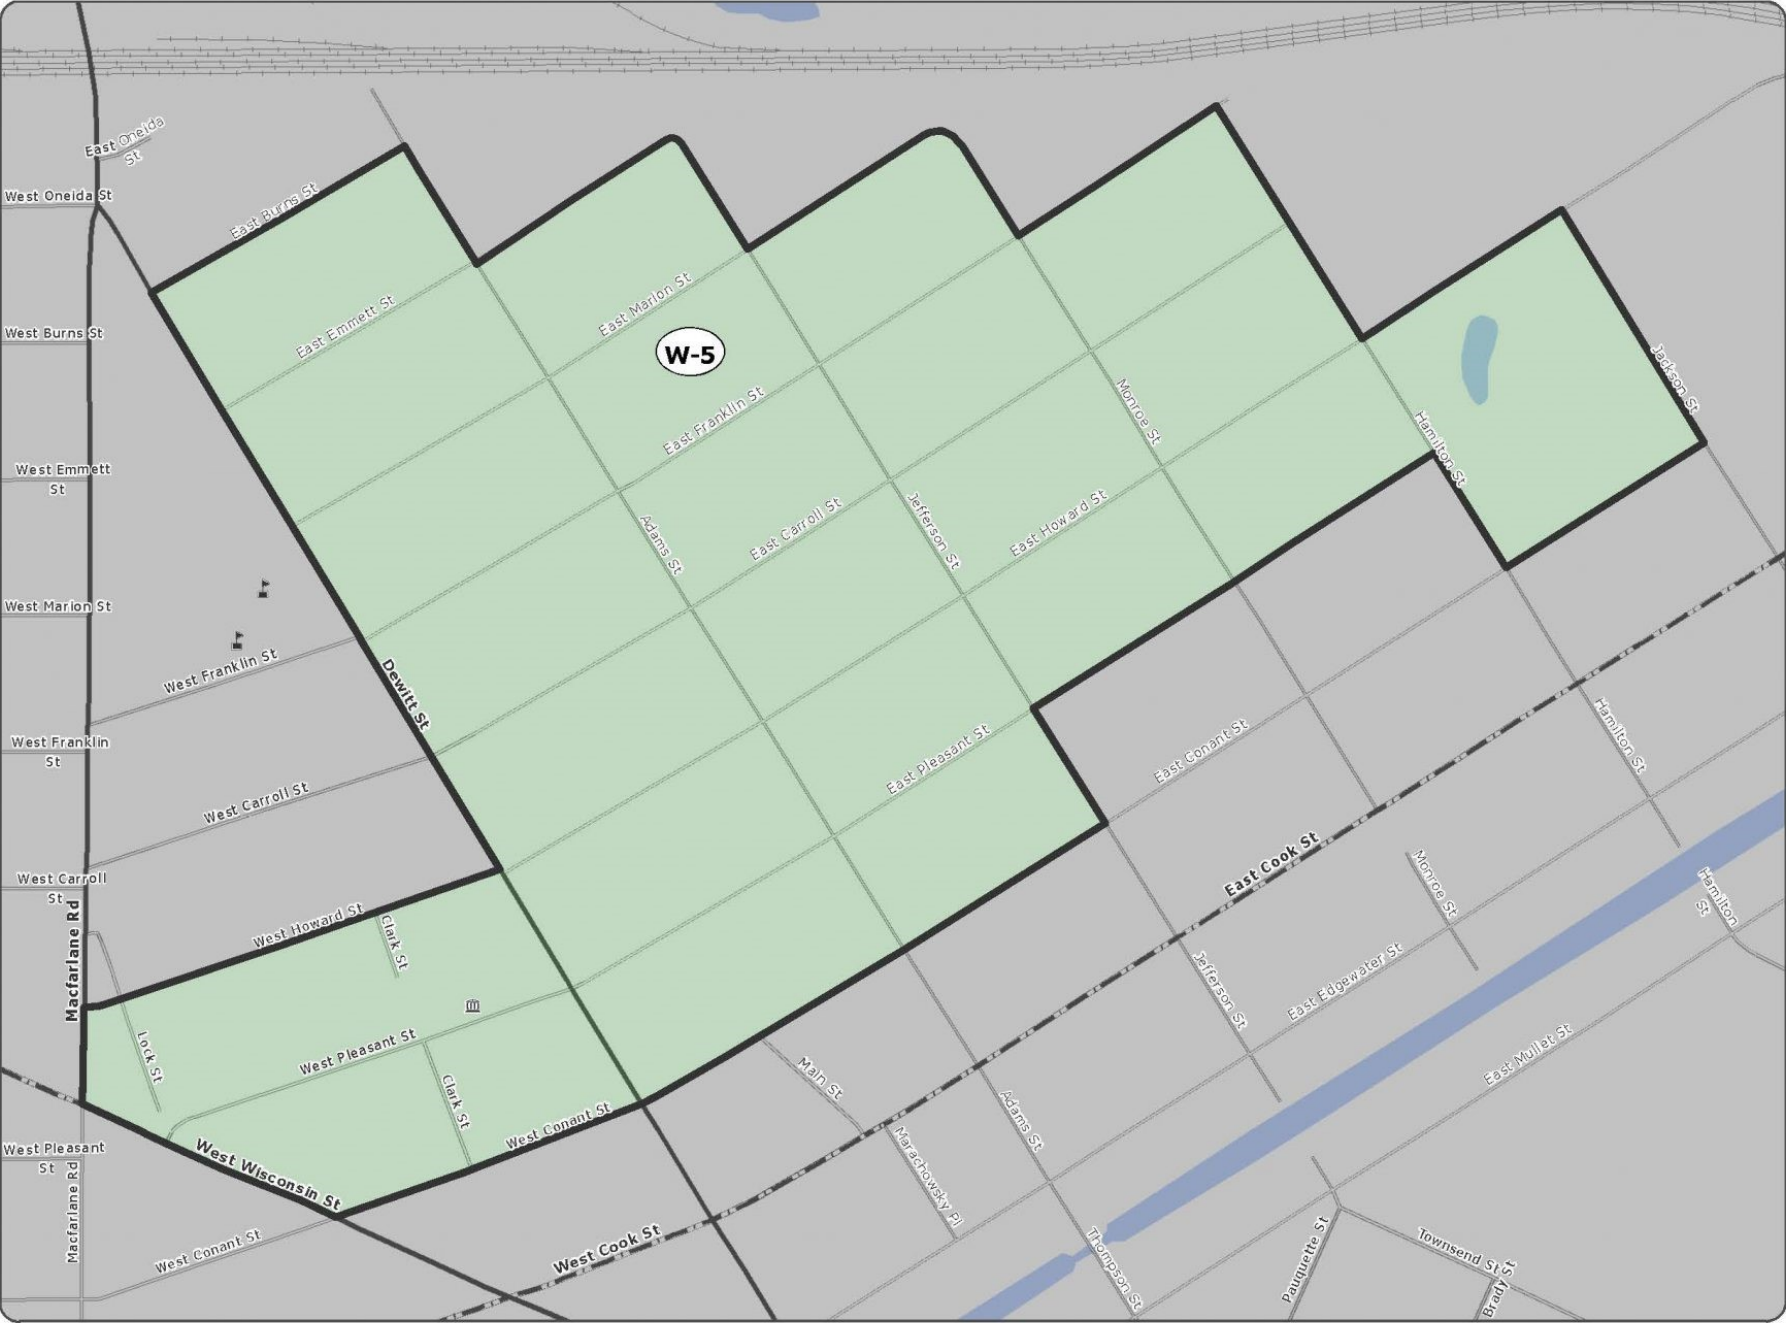 East Oneida
St
West Oneida St
East Burns St
West Burns St
East Emmett St
East Marion St
W-5
Jackson St
Monroe St
East Franklin St
Hamilton St
West Emmett
St
East Carroll St
Jefferson St
East Howard St
Adams St
West Marion St
West Franklin St
Dewitt St
West Franklin
St
East Pleasant St
East Conant St
Hamilton St
West Carroll St
East Cook St
West Carroll
St
Macfarlane Rd
West Howard St
Clark St
Monroe St
Hamilton
St
Jefferson St
East Edgewater St
Lock St
West Pleasant St
East Mullet St
Clark St
Main St
Adams St
West Conant St
Marachowsky Pl
West Pleasant
St
West Wisconsin St
Macfarlane Rd
West Conant St
West Cook St
Thompson St
Pauquette St
Townsend St
Brady St